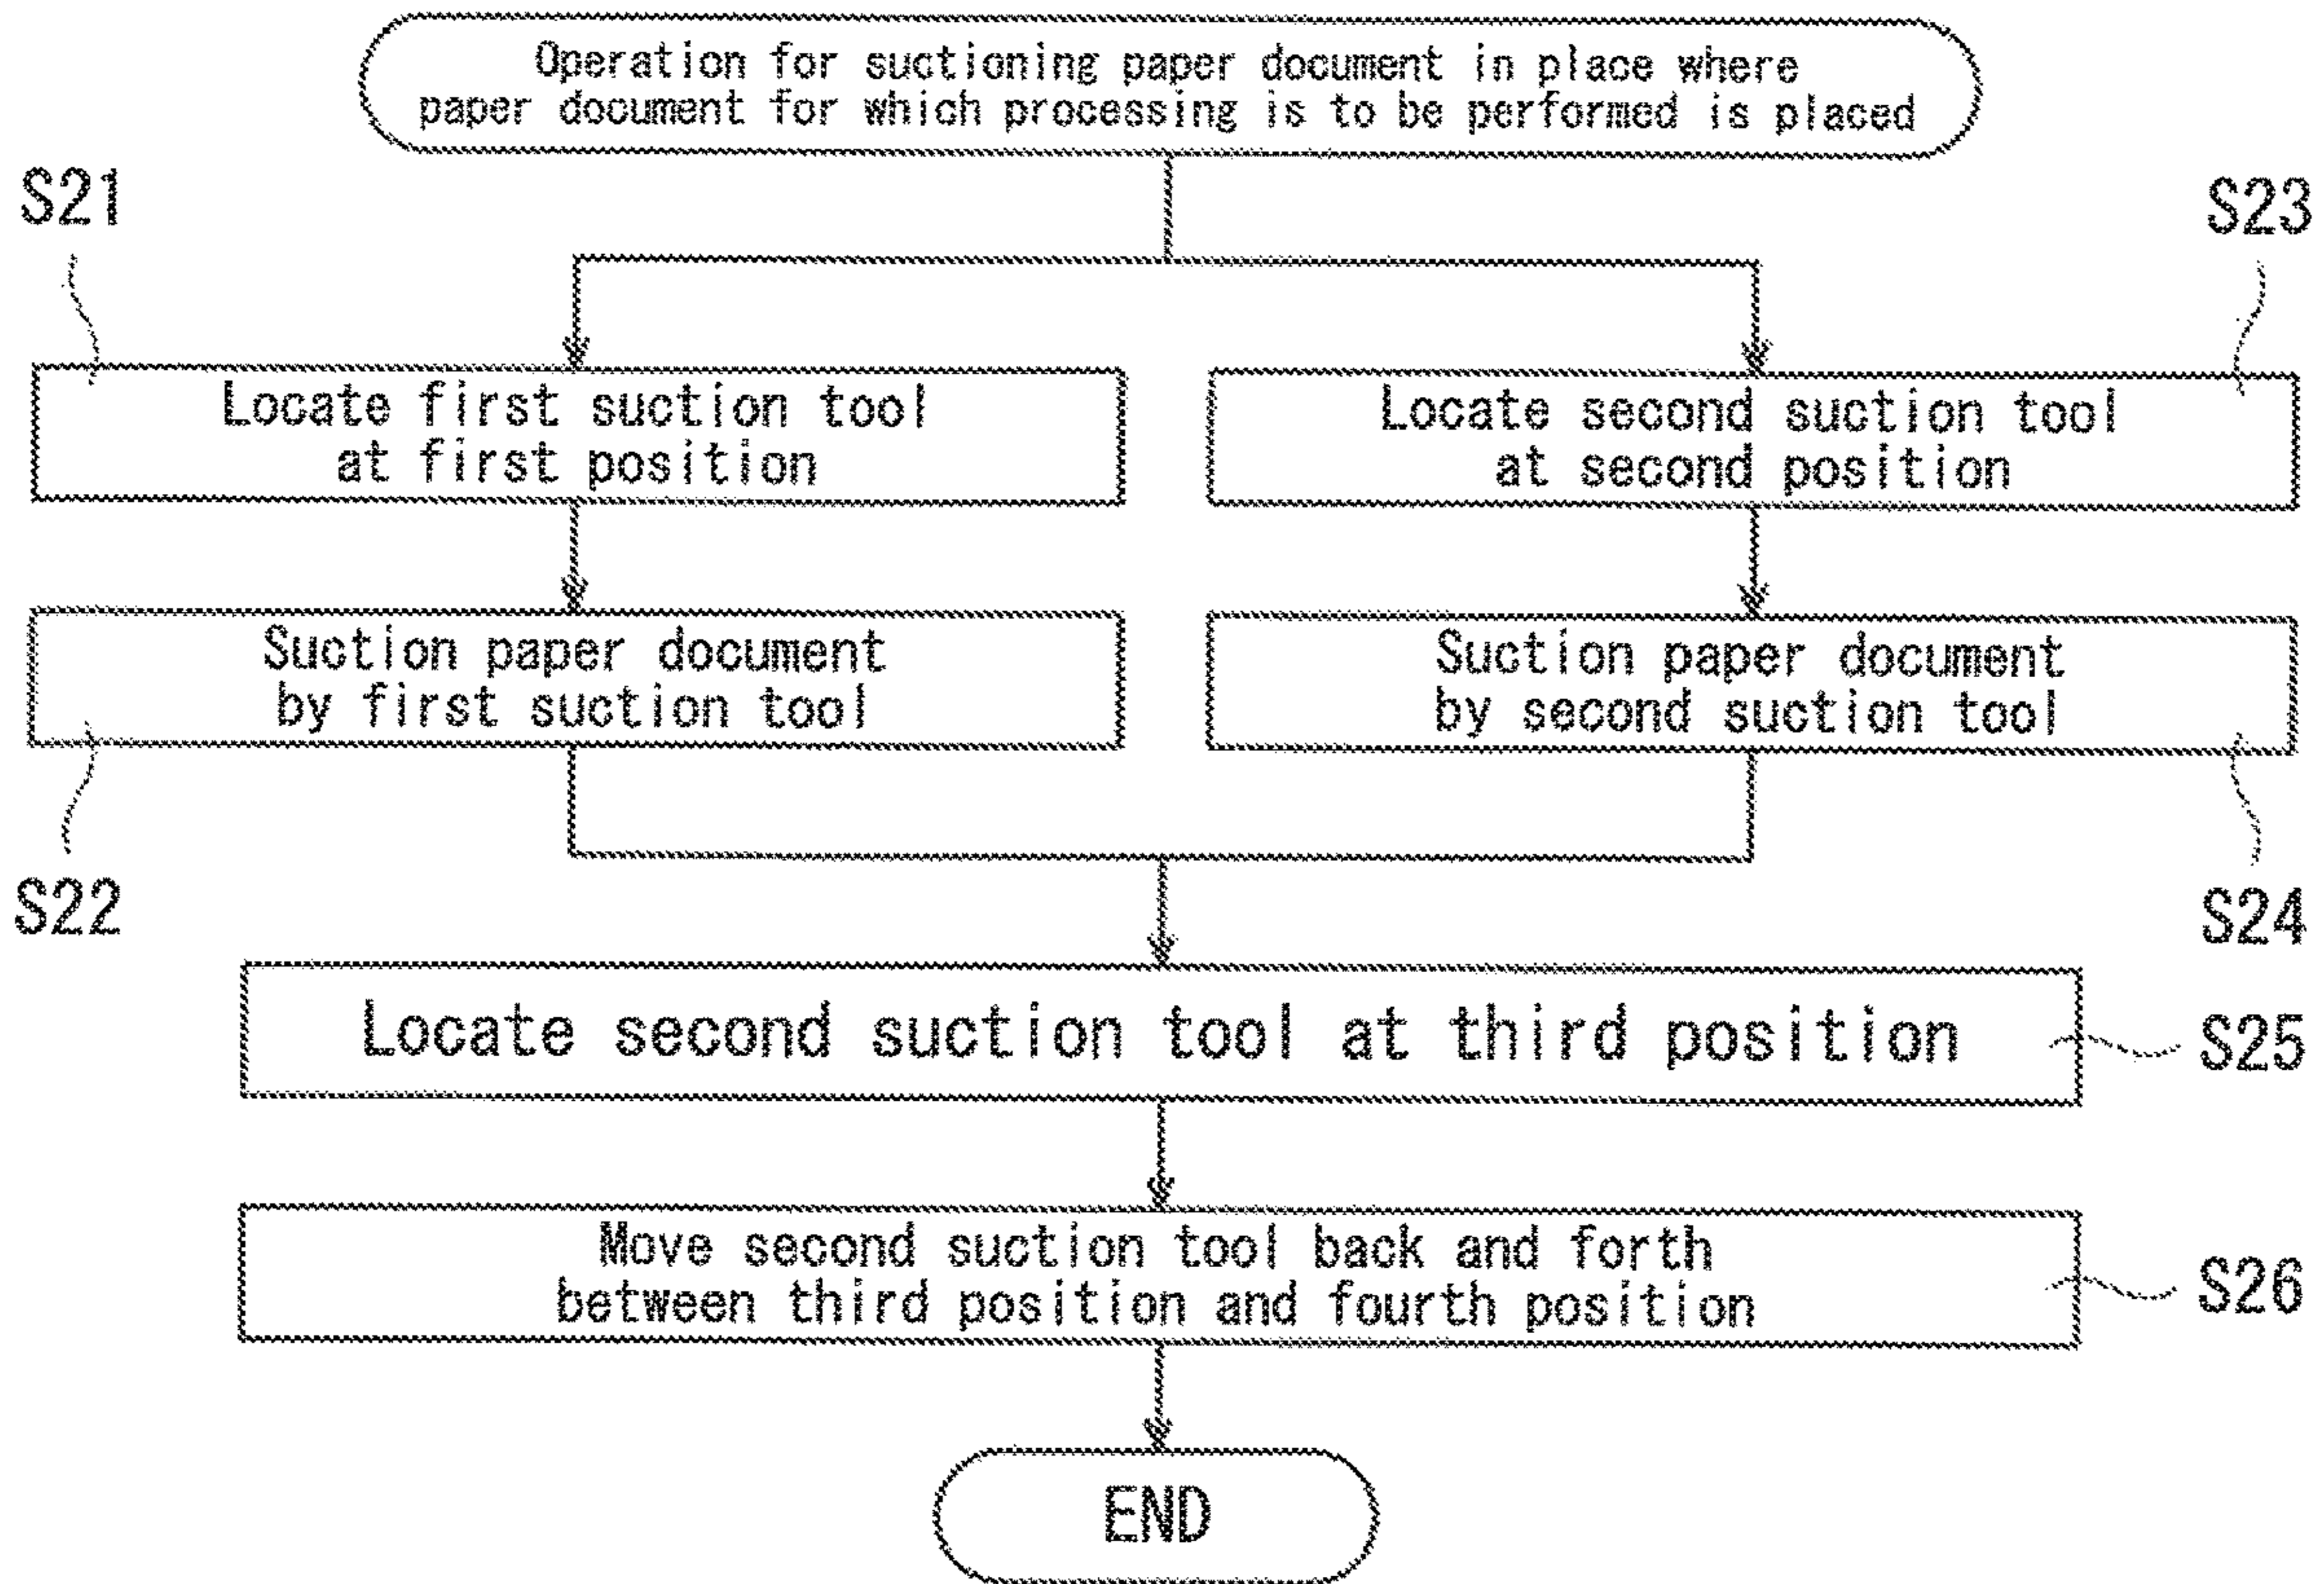 Operation for suctioning paper document in place where
paper document for which processing is to be performed is placed
S21
S23
Locate first suction tool
at first position
Locate second suction tool
at second position
Suction paper document
by first suction tool
Suction paper document
by second suction tool
S22
S24
Locate second suction tool at third position
S25
Move second suction tool back and forth
between third position and fourth position
S26
END